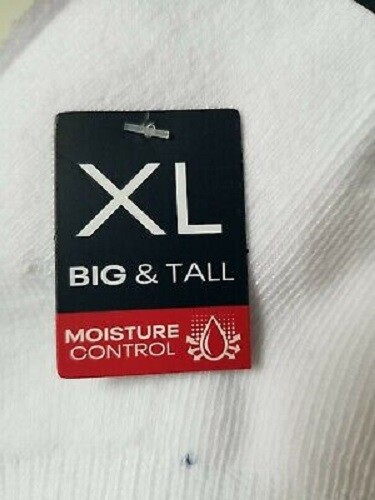 XL
BIG & TALL
MOISTURE
CONTROL